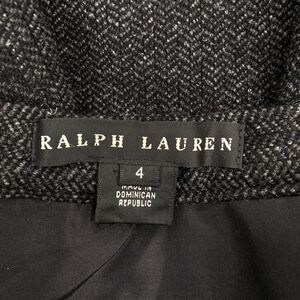 RALPH LAUREN
4
MADE IN
DOMINICAN
REPUBLIC